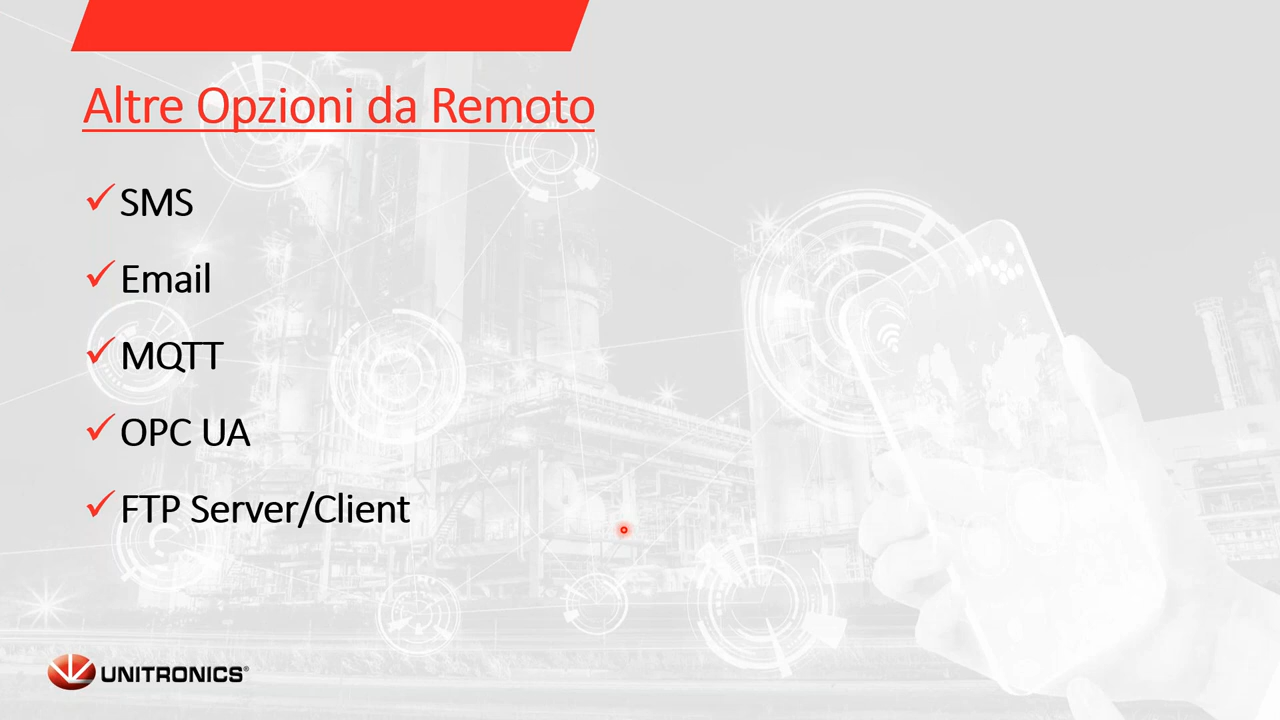 Altre Opzioni da Remoto
SMS
Email
MQTT
OPC UA
FTP Server/Client
UNITRONICS®